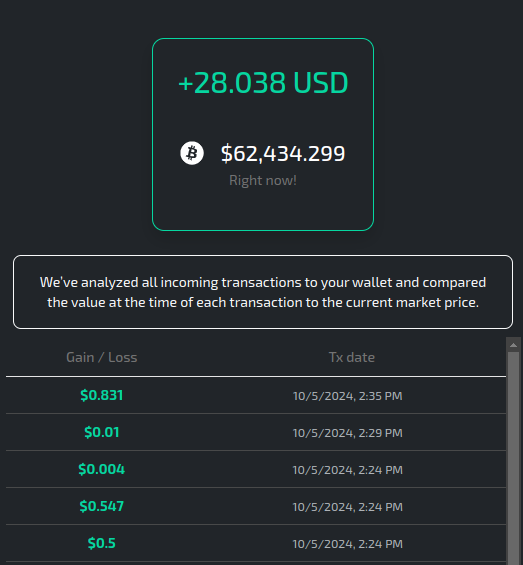 +28.038 USD
$62,434.299
Right now!
We've analyzed all incoming transactions to your wallet and compared
the value at the time of each transaction to the current market price.
Gain / Loss Tx date
$0.831 10/5/2024, 2:35 PM
$0.01 10/5/2024, 2:29 PM
$0.004 10/5/2024, 2:24 PM
$0.547 10/5/2024, 2:24 PM
$0.5 10/5/2024, 2:24 PM